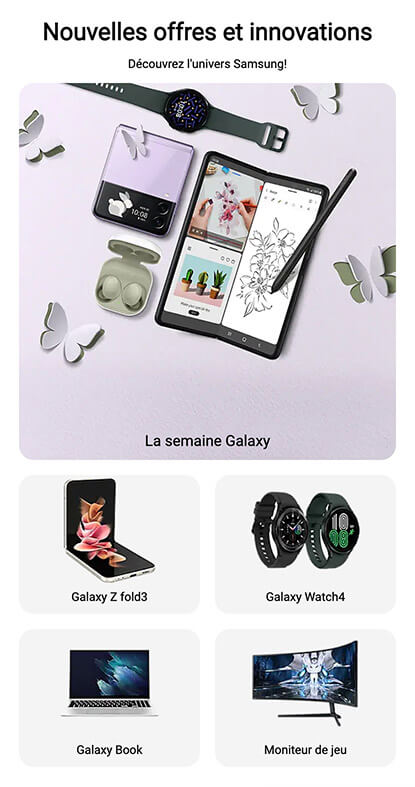 Nouvelles offres et innovations
Découvrez l'univers Samsung!
10:08
La semaine Galaxy
Galaxy Z fold3
Galaxy Watch4
Galaxy Book
Moniteur de jeu